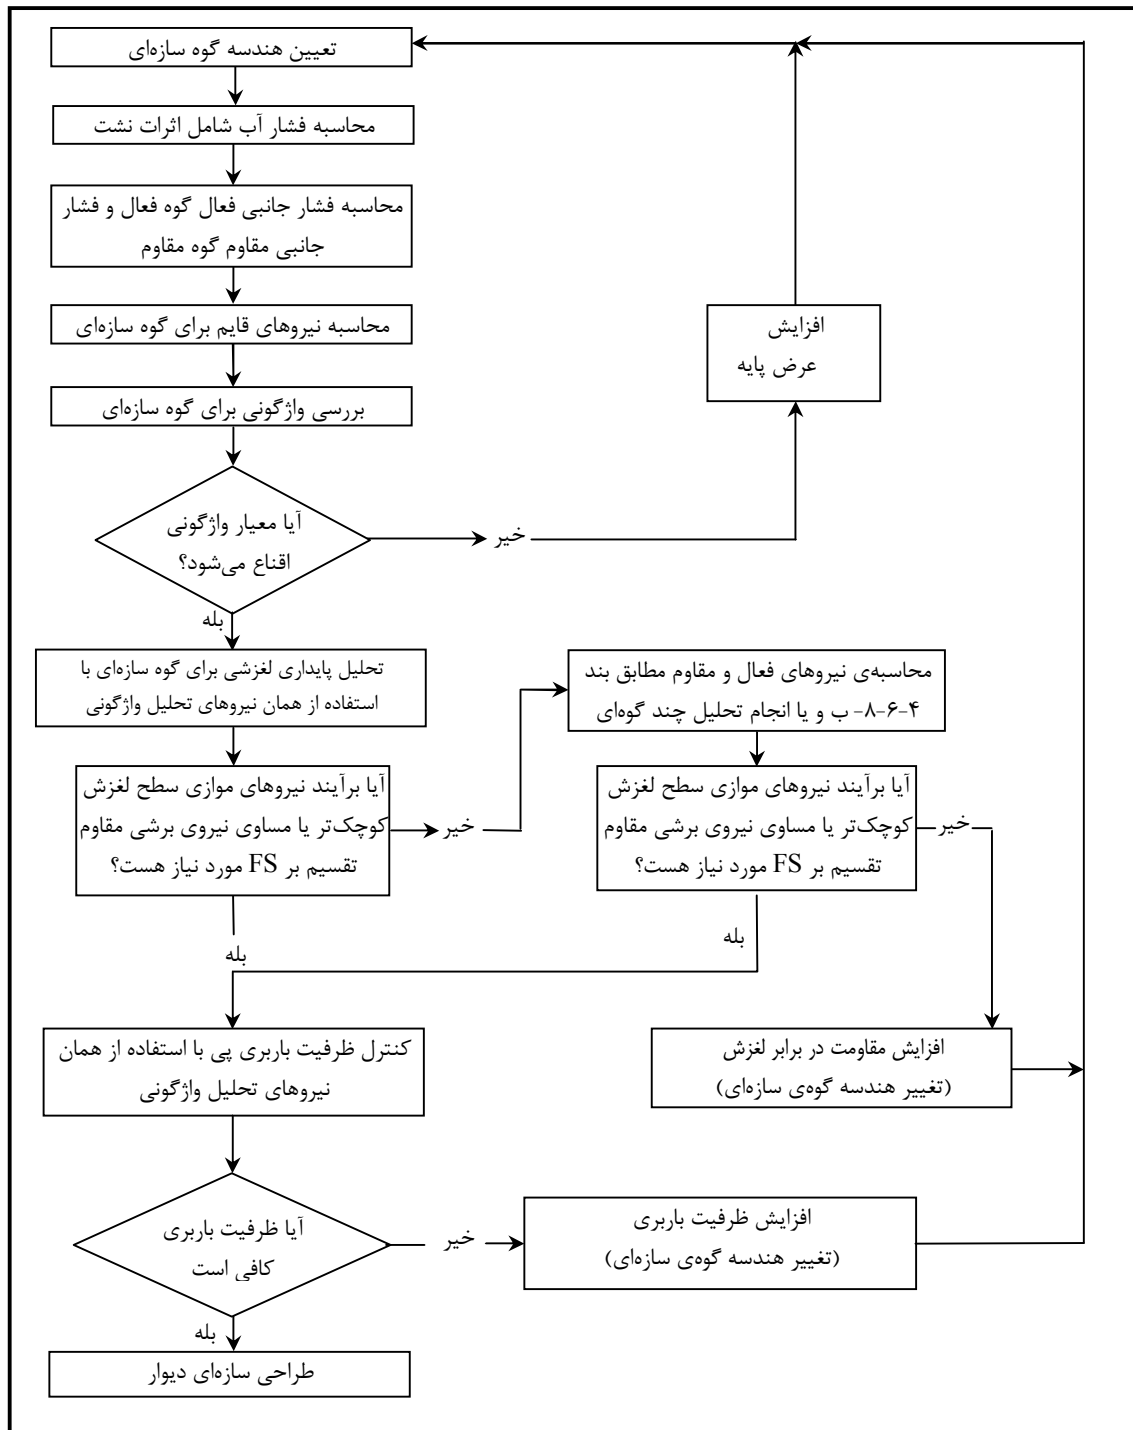 تعیین هندسه گوه سازه‌ای
محاسبه فشار آب شامل اثرات نشت
محاسبه فشار جانبی فعال گوه فعال و فشار
جانبی مقاوم گوه مقاوم
محاسبه نیروهای قایم برای گوه سازه‌ای
بررسی واژگونی برای گوه سازه‌ای
افزایش
عرض پایه
آیا معیار واژگونی
اقناع می‌شود؟
خیر
بله
تحلیل پایداری لغزشی برای گوه سازه‌ای با
استفاده از همان نیروهای تحلیل واژگونی
محاسبه‌ی نیروهای فعال و مقاوم مطابق بند
۴-۶-۸- ب و یا انجام تحلیل چند گوه‌ای
آیا برآیند نیروهای موازی سطح لغزش
کوچک‌تر یا مساوی نیروی برشی مقاوم
تقسیم بر FS مورد نیاز هست؟
خیر
آیا برآیند نیروهای موازی سطح لغزش
کوچک‌تر یا مساوی نیروی برشی مقاوم
تقسیم بر FS مورد نیاز هست؟
خیر
بله
بله
کنترل ظرفیت باربری پی با استفاده از همان
نیروهای تحلیل واژگونی
افزایش مقاومت در برابر لغزش
(تغییر هندسه گوه‌ی سازه‌ای)
آیا ظرفیت باربری
کافی است
خیر
افزایش ظرفیت باربری
(تغییر هندسه گوه‌ی سازه‌ای)
بله
طراحی سازه‌ای دیوار